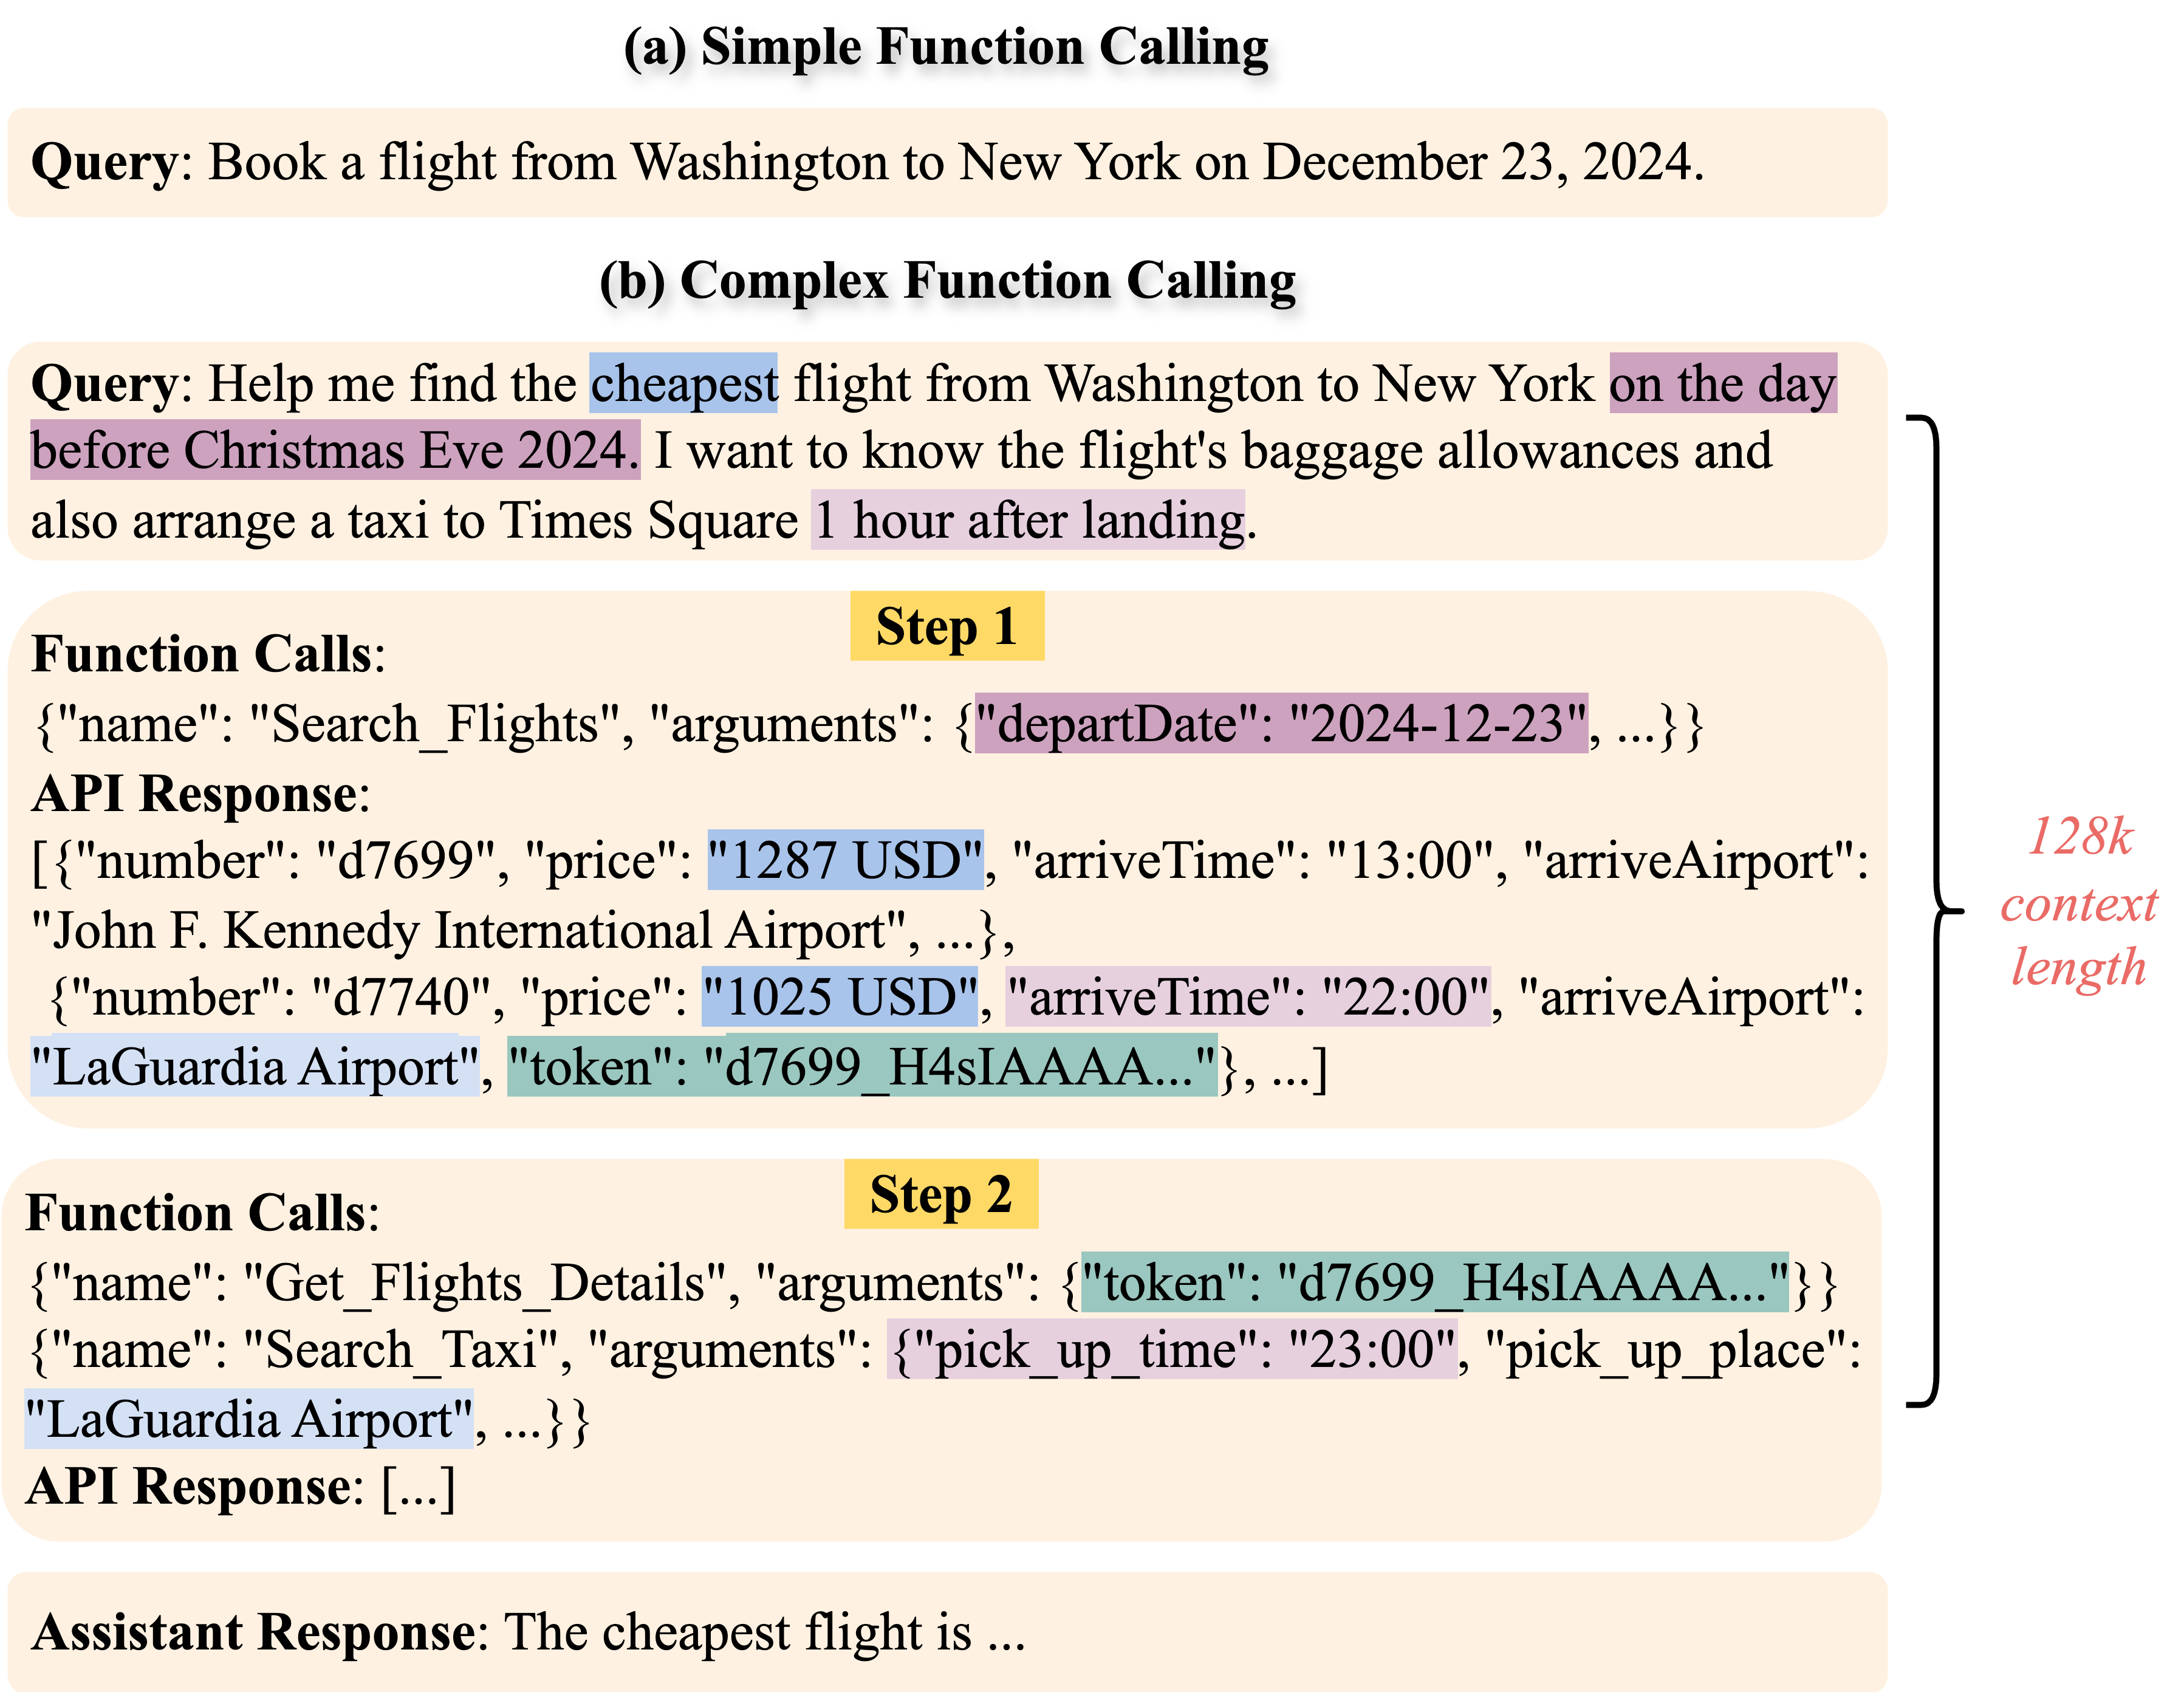 (a) Simple Function Calling
Query: Book a flight from Washington to New York on December 23, 2024.
(b) Complex Function Calling
Query: Help me find the cheapest flight from Washington to New York on the day
before Christmas Eve 2024. I want to know the flight's baggage allowances and
also arrange a taxi to Times Square 1 hour after landing.
Step 1
Function Calls:
{"name": "Search_Flights", "arguments": {"departDate": "2024-12-23", ...}}
API Response:
[{"number": "d7699", "price": "1287 USD", "arriveTime": "13:00", "arriveAirport":
"John F. Kennedy International Airport", ...},
{"number": "d7740", "price": "1025 USD", "arriveTime": "22:00", "arriveAirport":
"LaGuardia Airport", "token": "d7699_H4sIAAAA..."}, ...]
Step 2
Function Calls:
{"name": "Get_Flights_Details", "arguments": {"token": "d7699_H4sIAAAA..."}}
{"name": "Search_Taxi", "arguments": {"pick_up_time": "23:00", "pick_up_place":
"LaGuardia Airport", ...}}
API Response: [...]
Assistant Response: The cheapest flight is ...
128k
context
length